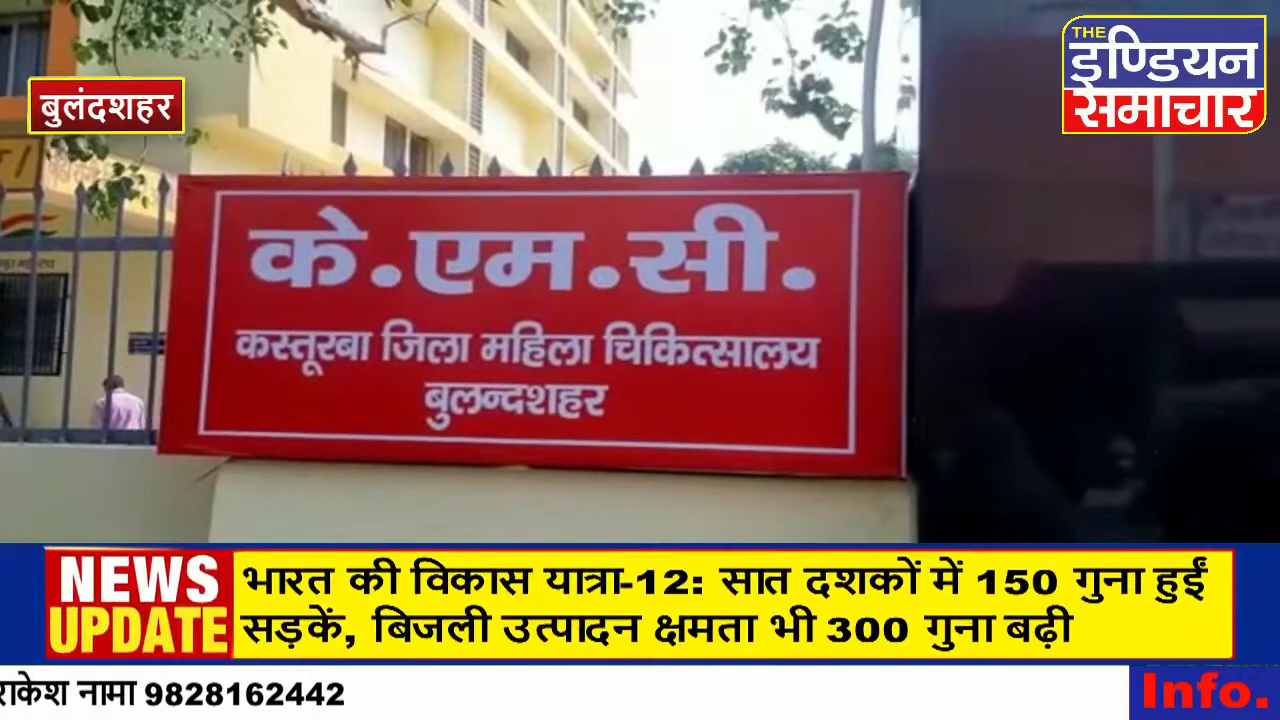 THE
इण्डियन
समाचार
बुलंदशहर
के.एम.सी.
कस्तूरबा जिला महिला चिकित्सालय
बुलन्दशहर
NEWS
UPDATE
भारत की विकास यात्रा-12: सात दशकों में 150 गुना हुईं
सड़कें, बिजली उत्पादन क्षमता भी 300 गुना बढ़ी
राकेश नामा 9828162442
Info.